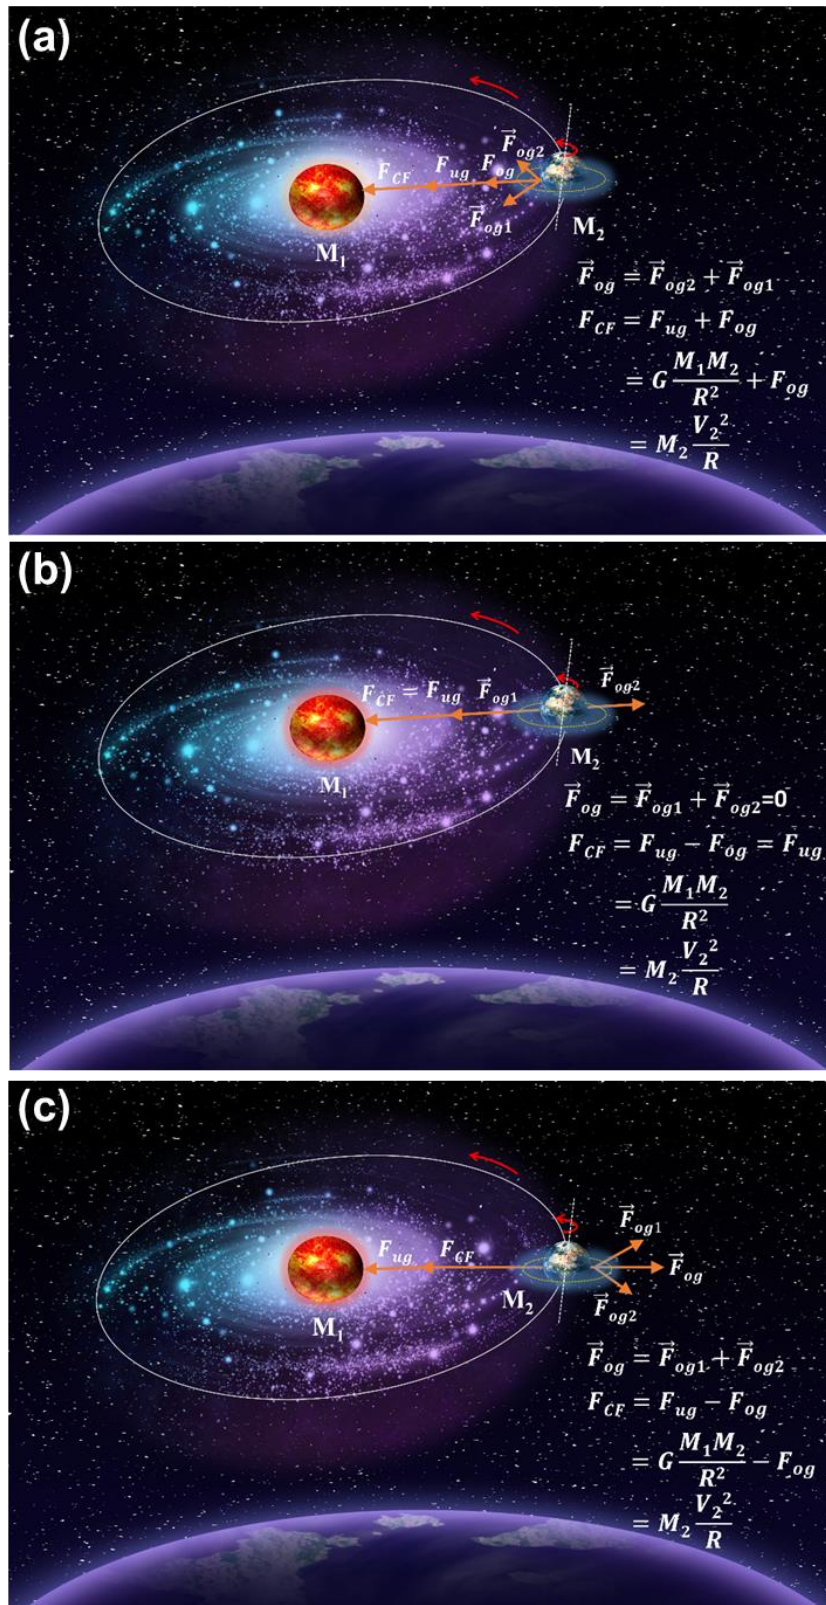 (a)
F_CF F_ug F_og F⃗_og2
F⃗_og1
M₁
M₂
F⃗_og = F⃗_og2 + F⃗_og1
F_CF = F_ug + F_og
= G M₁M₂/R² + F_og
= M₂ V₂²/R
(b)
F_CF = F_ug F⃗_og1 F⃗_og2
M₁
M₂
F⃗_og = F⃗_og1 + F⃗_og2=0
F_CF = F_ug − F_og = F_ug
= G M₁M₂/R²
= M₂ V₂²/R
(c)
F⃗_og1
F_ug F_CF F⃗_og
M₂ F⃗_og2
M₁
F⃗_og = F⃗_og1 + F⃗_og2
F_CF = F_ug − F_og
= G M₁M₂/R² − F_og
= M₂ V₂²/R